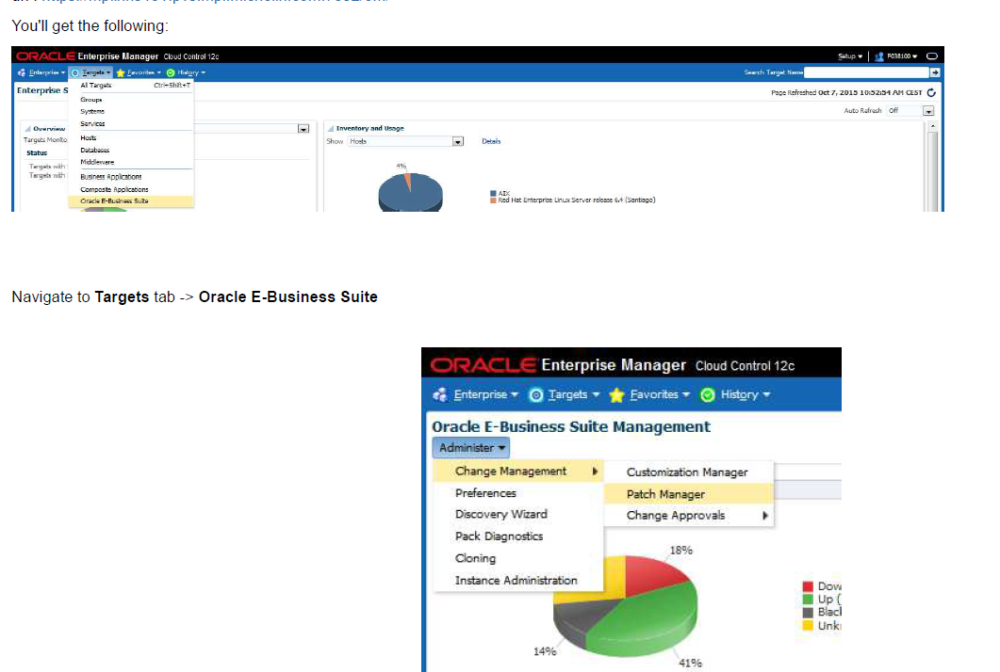 You'll get the following:
ORACLE Enterprise Manager Cloud Control 12c
Setup F038100
Enterprise Targets Favorites History
Search Target Name
Enterprise S
Page Refreshed Oct 7, 2015 10:52:54 AM CEST
Auto Refresh Off
All Targets Ctrl+Shift+T
Groups
Systems
Services
Hosts
Databases
Middleware
Business Applications
Composite Applications
Oracle E-Business Suite
Overview
Targets Monito
Status
Targets with
Targets with
Inventory and Usage
Show Hosts Details
4%
AIX
Red Hat Enterprise Linux Server release 6.4 (Santiago)
Navigate to Targets tab -> Oracle E-Business Suite
ORACLE Enterprise Manager Cloud Control 12c
Enterprise Targets Favorites History
Oracle E-Business Suite Management
Administer
Change Management
Preferences
Discovery Wizard
Pack Diagnostics
Cloning
Instance Administration
Customization Manager
Patch Manager
Change Approvals
18%
14%
41%
Dow
Up (
Black
Unk